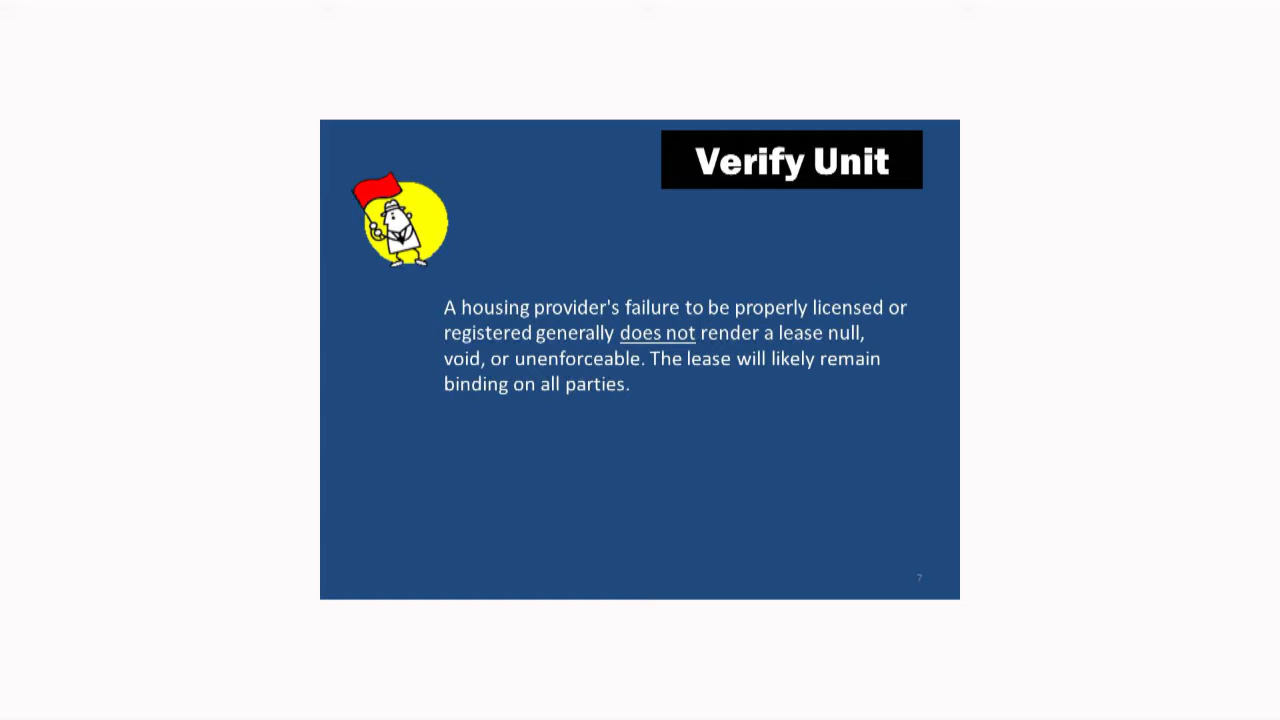 Verify Unit
A housing provider's failure to be properly licensed or
registered generally does not render a lease null,
void, or unenforceable. The lease will likely remain
binding on all parties.
7